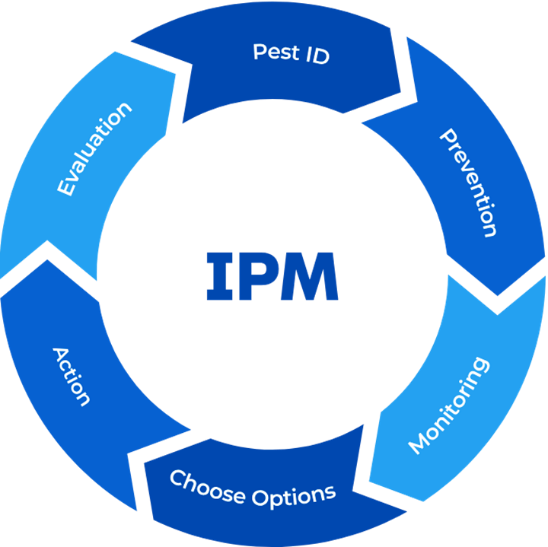 Pest ID
Prevention
Monitoring
Choose Options
Action
Evaluation
IPM